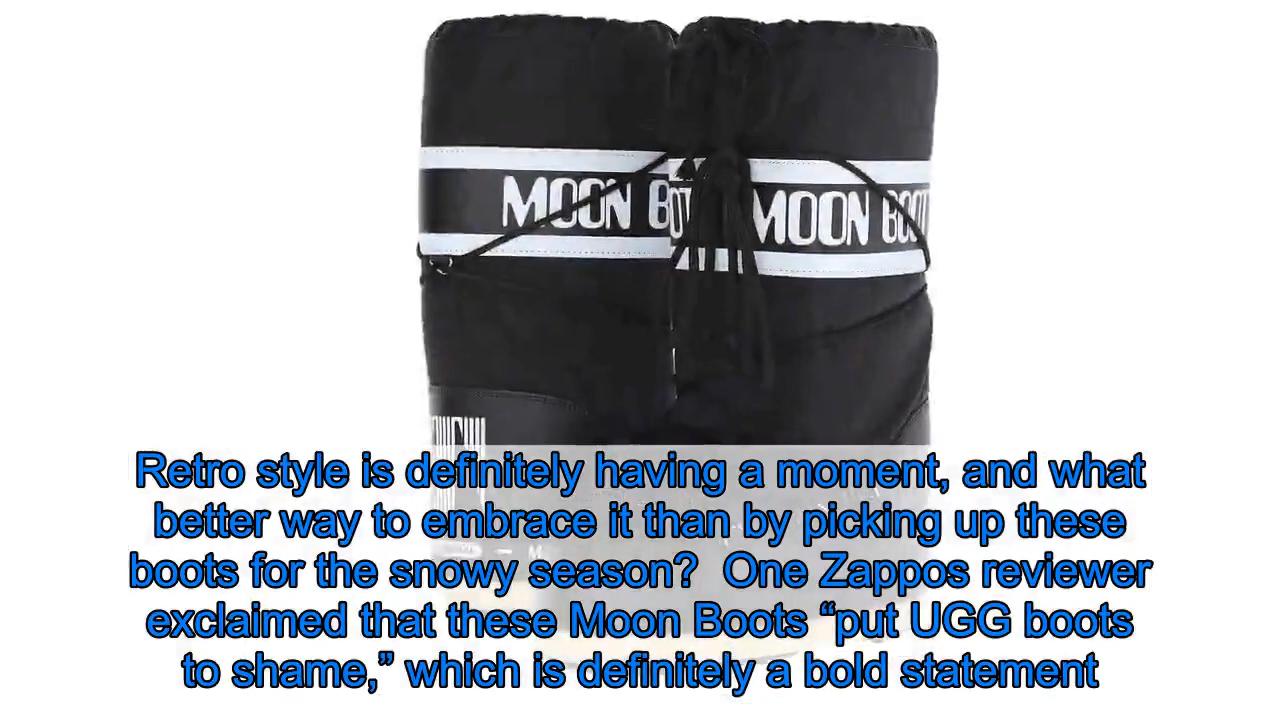 MOON BOOT MOON BOOT
Retro style is definitely having a moment, and what
better way to embrace it than by picking up these
boots for the snowy season?  One Zappos reviewer
exclaimed that these Moon Boots “put UGG boots
to shame,” which is definitely a bold statement